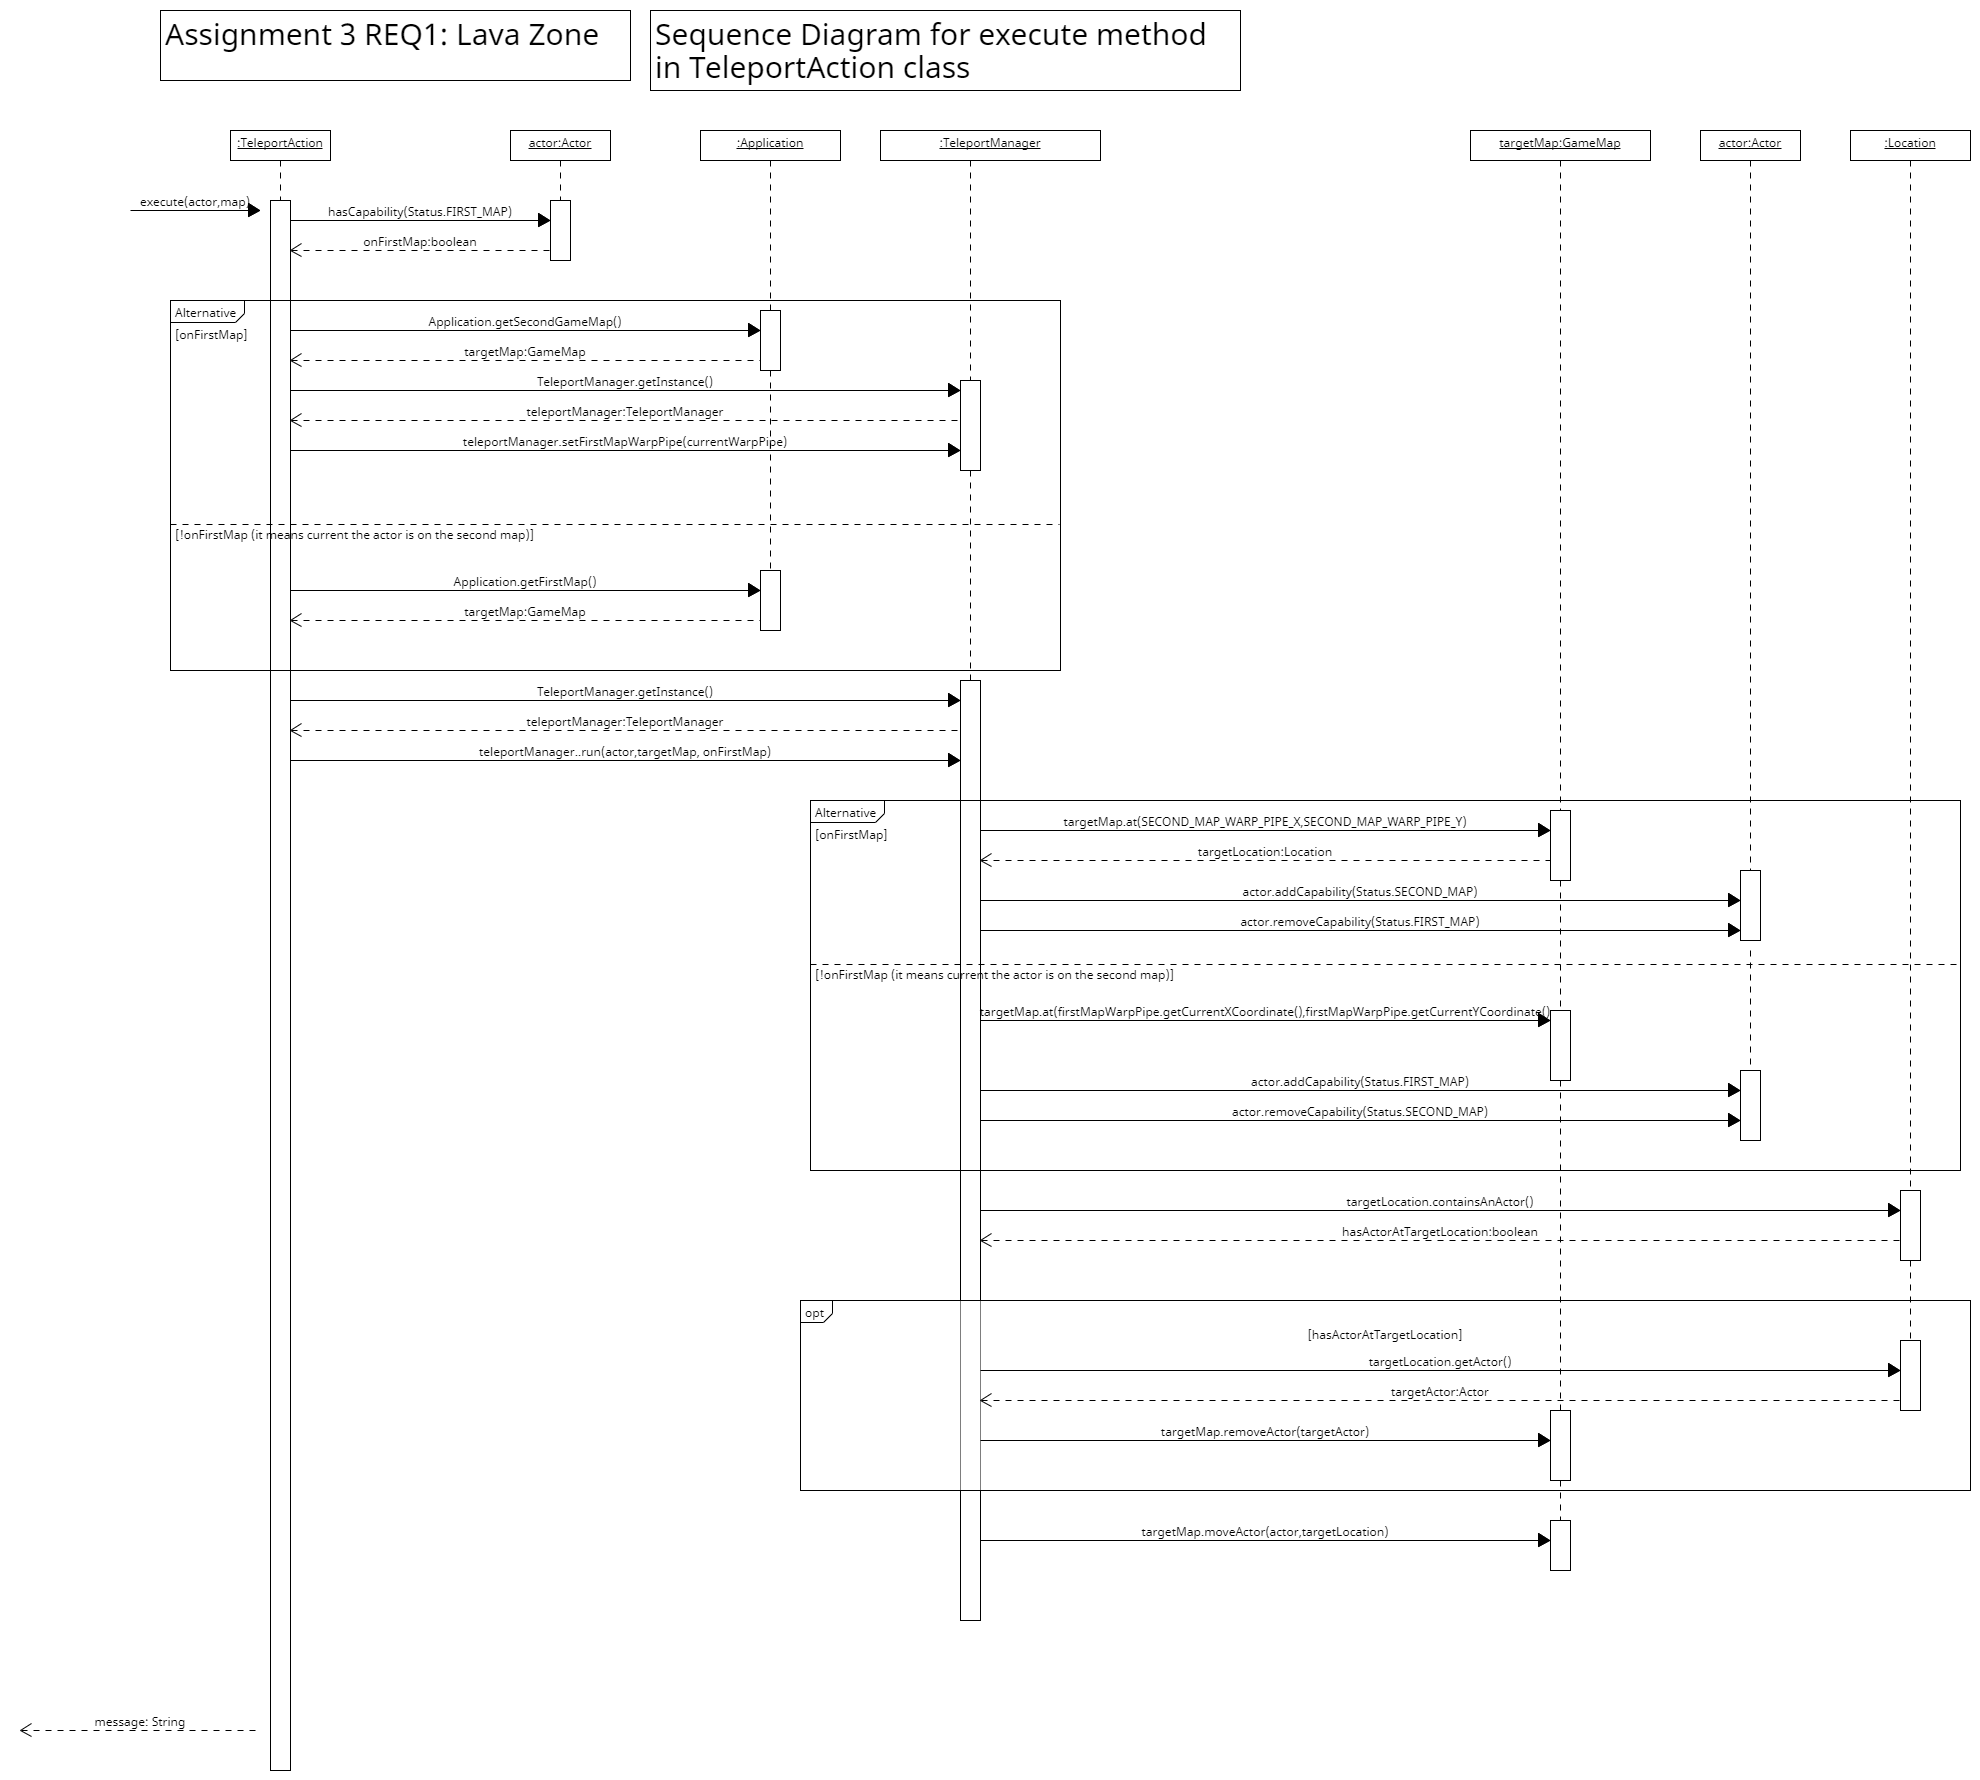 Assignment 3 REQ1: Lava Zone
Sequence Diagram for execute method
in TeleportAction class
:TeleportAction
actor:Actor
:Application
:TeleportManager
targetMap:GameMap
actor:Actor
:Location
execute(actor,map)
hasCapability(Status.FIRST_MAP)
onFirstMap:boolean
Alternative
[onFirstMap]
Application.getSecondGameMap()
targetMap:GameMap
TeleportManager.getInstance()
teleportManager:TeleportManager
teleportManager.setFirstMapWarpPipe(currentWarpPipe)
[!onFirstMap (it means current the actor is on the second map)]
Application.getFirstMap()
targetMap:GameMap
TeleportManager.getInstance()
teleportManager:TeleportManager
teleportManager..run(actor,targetMap, onFirstMap)
Alternative
[onFirstMap]
targetMap.at(SECOND_MAP_WARP_PIPE_X,SECOND_MAP_WARP_PIPE_Y)
targetLocation:Location
actor.addCapability(Status.SECOND_MAP)
actor.removeCapability(Status.FIRST_MAP)
[!onFirstMap (it means current the actor is on the second map)]
targetMap.at(firstMapWarpPipe.getCurrentXCoordinate(),firstMapWarpPipe.getCurrentYCoordinate()
actor.addCapability(Status.FIRST_MAP)
actor.removeCapability(Status.SECOND_MAP)
targetLocation.containsAnActor()
hasActorAtTargetLocation:boolean
opt
[hasActorAtTargetLocation]
targetLocation.getActor()
targetActor:Actor
targetMap.removeActor(targetActor)
targetMap.moveActor(actor,targetLocation)
message: String